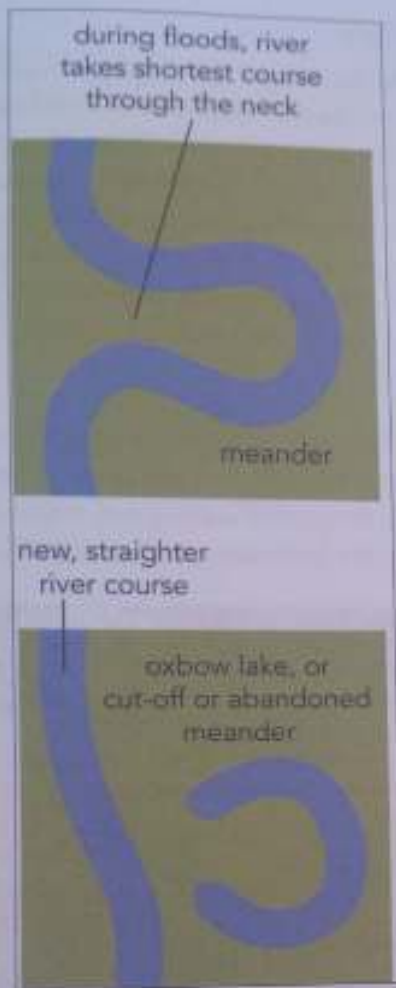 during floods, river
takes shortest course
through the neck
meander
new, straighter
river course
oxbow lake, or
cut-off or abandoned
meander